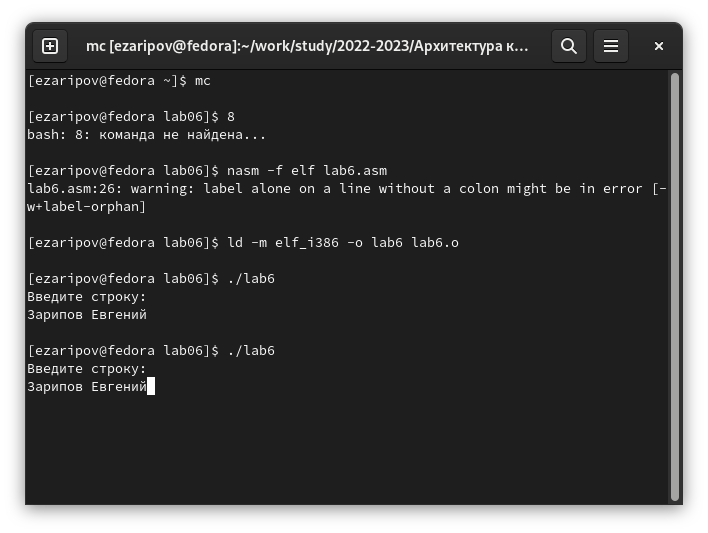 mc [ezaripov@fedora]:~/work/study/2022-2023/Архитектура к...
[ezaripov@fedora ~]$ mc
[ezaripov@fedora lab06]$ 8
bash: 8: команда не найдена...
[ezaripov@fedora lab06]$ nasm -f elf lab6.asm
lab6.asm:26: warning: label alone on a line without a colon might be in error [-
w+label-orphan]
[ezaripov@fedora lab06]$ ld -m elf_i386 -o lab6 lab6.o
[ezaripov@fedora lab06]$ ./lab6
Введите строку:
Зарипов Евгений
[ezaripov@fedora lab06]$ ./lab6
Введите строку:
Зарипов Евгений